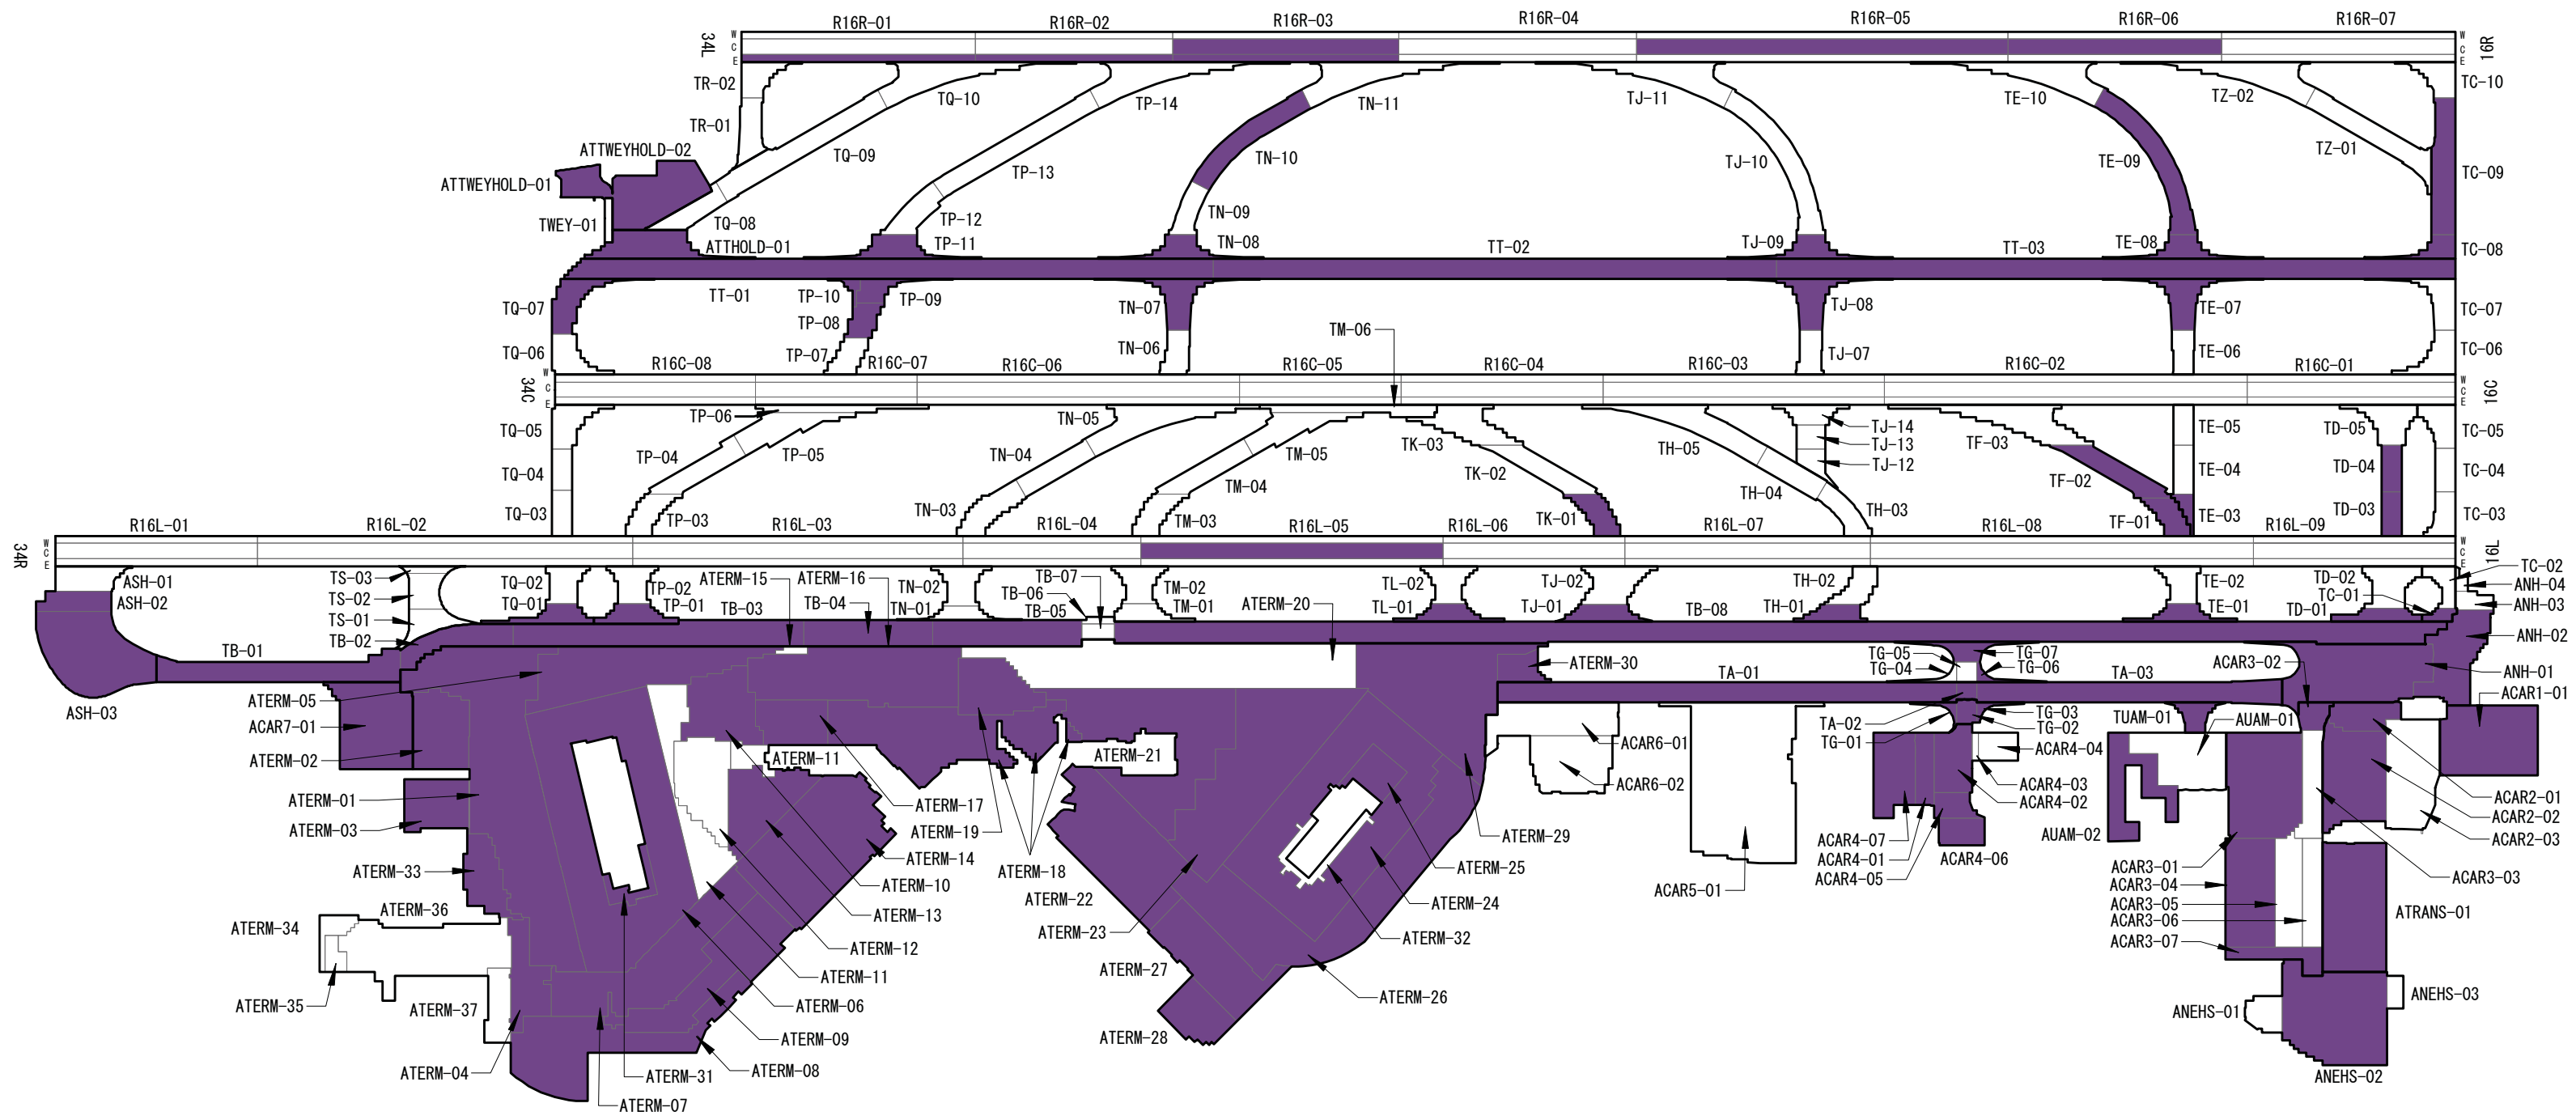 R16R-01
R16R-02
R16R-03
R16R-04
R16R-05
R16R-06
R16R-07
34L
W
C
E
W
C
E
16R
TR-02
TQ-10
TP-14
TN-11
TJ-11
TE-10
TZ-02
TC-10
TR-01
ATTWEYHOLD-02
TQ-09
TP-13
TN-10
TJ-10
TE-09
TZ-01
TC-09
ATTWEYHOLD-01
TWEY-01
TQ-08
TP-12
TN-09
ATTHOLD-01
TP-11
TN-08
TT-02
TJ-09
TT-03
TE-08
TC-08
TQ-07
TT-01
TP-10
TP-09
TN-07
TJ-08
TE-07
TC-07
TP-08
TM-06
TQ-06
TP-07
TN-06
TJ-07
TE-06
TC-06
R16C-08
R16C-07
R16C-06
R16C-05
R16C-04
R16C-03
R16C-02
R16C-01
34C
W
C
E
W
C
E
16C
TQ-05
TP-06
TN-05
TK-03
TH-05
TJ-14
TJ-13
TJ-12
TF-03
TE-05
TD-05
TC-05
TQ-04
TP-04
TP-05
TN-04
TM-05
TM-04
TK-02
TH-04
TF-02
TE-04
TD-04
TC-04
TQ-03
TP-03
TN-03
TM-03
TK-01
TH-03
TF-01
TE-03
TD-03
TC-03
R16L-01
R16L-02
R16L-03
R16L-04
R16L-05
R16L-06
R16L-07
R16L-08
R16L-09
34R
W
C
E
W
C
E
16L
ASH-01
ASH-02
TS-03
TS-02
TS-01
TB-02
TQ-02
TQ-01
TP-02
TP-01
ATERM-15
ATERM-16
TB-03
TB-04
TN-02
TN-01
TB-07
TB-06
TB-05
TM-02
TM-01
ATERM-20
TL-02
TL-01
TJ-02
TJ-01
TB-08
TH-02
TH-01
TE-02
TE-01
TD-02
TC-01
TD-01
TC-02
ANH-04
ANH-03
ANH-02
ANH-01
TB-01
ASH-03
ATERM-05
ACAR7-01
ATERM-02
ATERM-01
ATERM-03
ATERM-33
ATERM-30
TA-01
TG-05
TG-04
TG-07
TG-06
TA-03
ACAR3-02
ACAR1-01
TA-02
TG-01
TG-03
TG-02
TUAM-01
AUAM-01
ACAR6-01
ACAR6-02
ACAR4-04
ACAR4-03
ACAR4-02
ATERM-11
ATERM-21
ATERM-17
ATERM-19
ATERM-18
ATERM-14
ATERM-10
ATERM-13
ATERM-12
ATERM-11
ATERM-06
ATERM-09
ATERM-08
ATERM-22
ATERM-23
ATERM-27
ATERM-28
ATERM-29
ATERM-25
ATERM-24
ATERM-32
ATERM-26
ACAR5-01
ACAR4-07
ACAR4-01
ACAR4-05
ACAR4-06
AUAM-02
ACAR2-01
ACAR2-02
ACAR2-03
ACAR3-01
ACAR3-04
ACAR3-05
ACAR3-06
ACAR3-07
ACAR3-03
ATRANS-01
ATERM-34
ATERM-36
ATERM-35
ATERM-37
ATERM-04
ATERM-31
ATERM-07
ANEHS-01
ANEHS-03
ANEHS-02